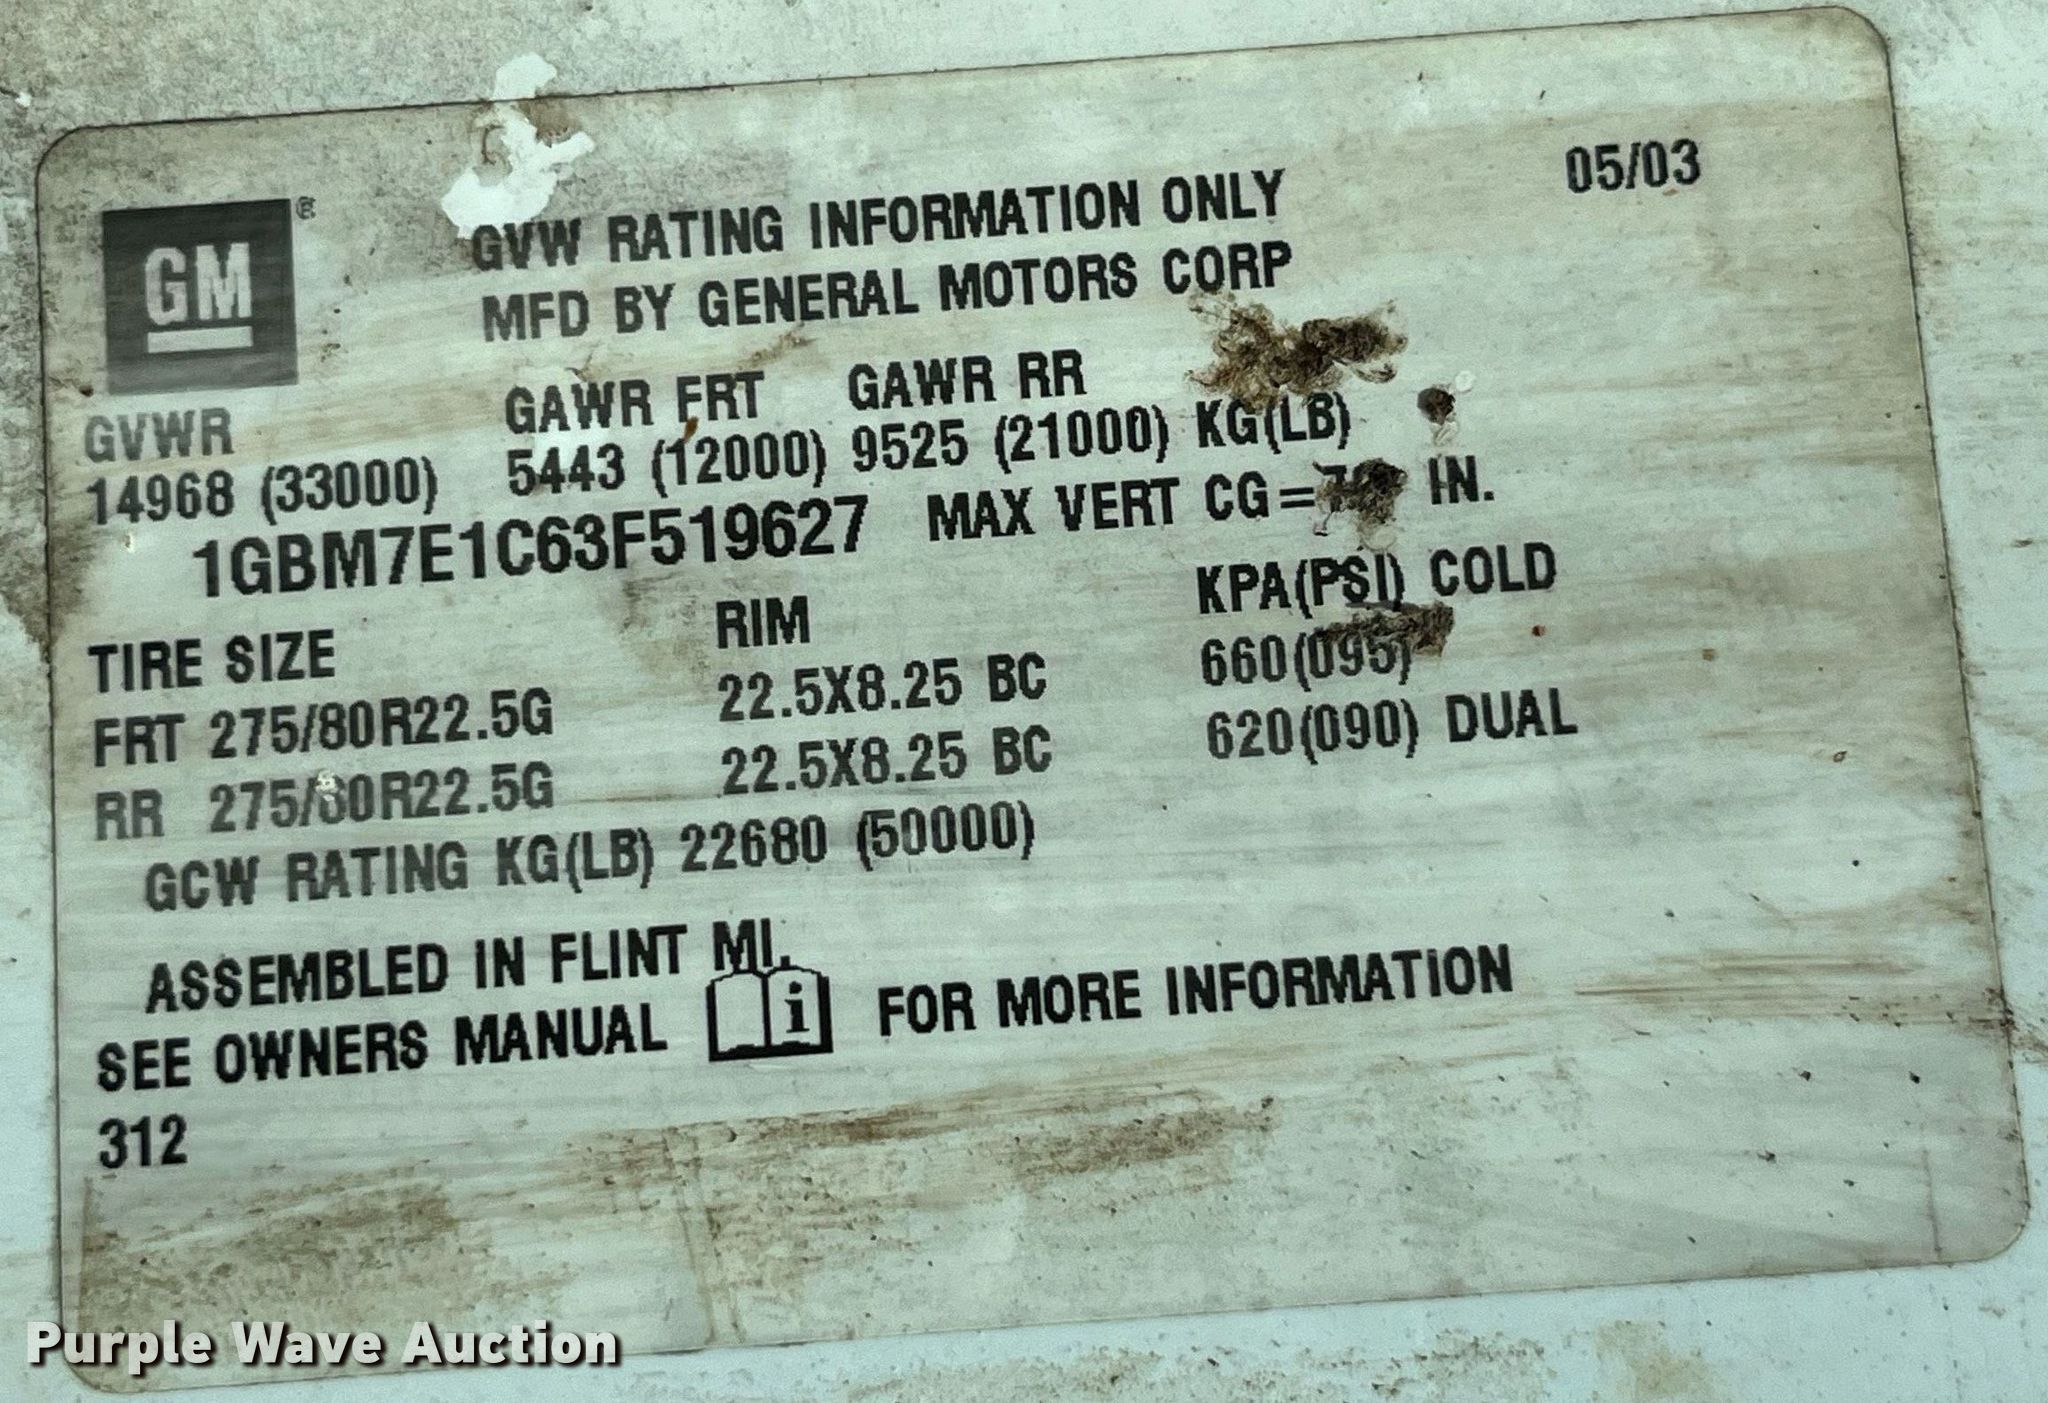 05/03
GM ®
GVW RATING INFORMATION ONLY
MFD BY GENERAL MOTORS CORP
GVWR GAWR FRT GAWR RR
14968 (33000) 5443 (12000) 9525 (21000) KG(LB)
1GBM7E1C63F519627 MAX VERT CG= IN.
TIRE SIZE RIM KPA(PSI) COLD
FRT 275/80R22.5G 22.5X8.25 BC 660(095)
RR 275/80R22.5G 22.5X8.25 BC 620(090) DUAL
GCW RATING KG(LB) 22680 (50000)
ASSEMBLED IN FLINT MI.
SEE OWNERS MANUAL i FOR MORE INFORMATION
312
Purple Wave Auction